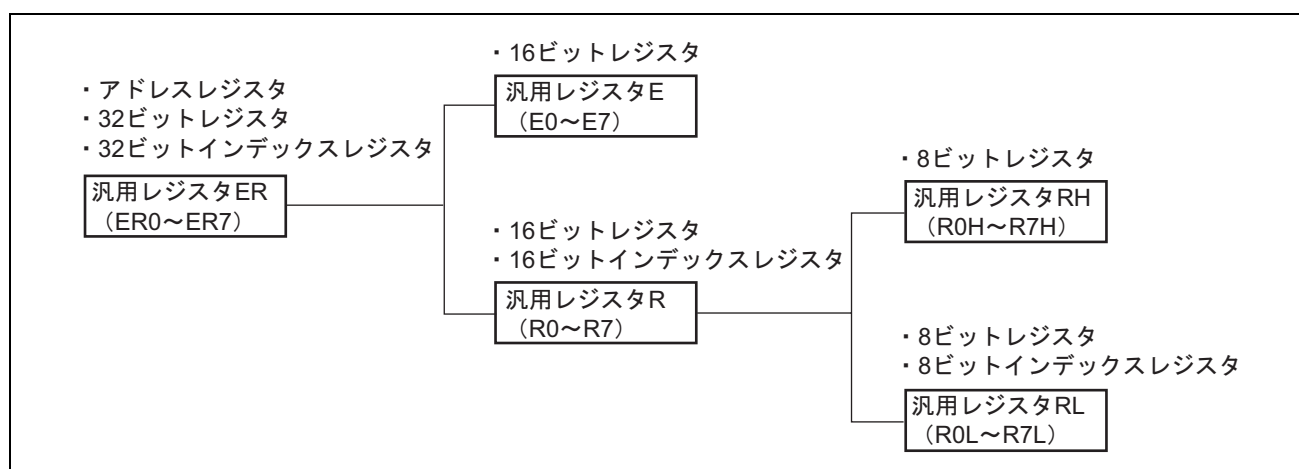 ・アドレスレジスタ
・32ビットレジスタ
・32ビットインデックスレジスタ
汎用レジスタER
（ER0～ER7）
・16ビットレジスタ
汎用レジスタE
（E0～E7）
・16ビットレジスタ
・16ビットインデックスレジスタ
汎用レジスタR
（R0～R7）
・8ビットレジスタ
汎用レジスタRH
（R0H～R7H）
・8ビットレジスタ
・8ビットインデックスレジスタ
汎用レジスタRL
（R0L～R7L）